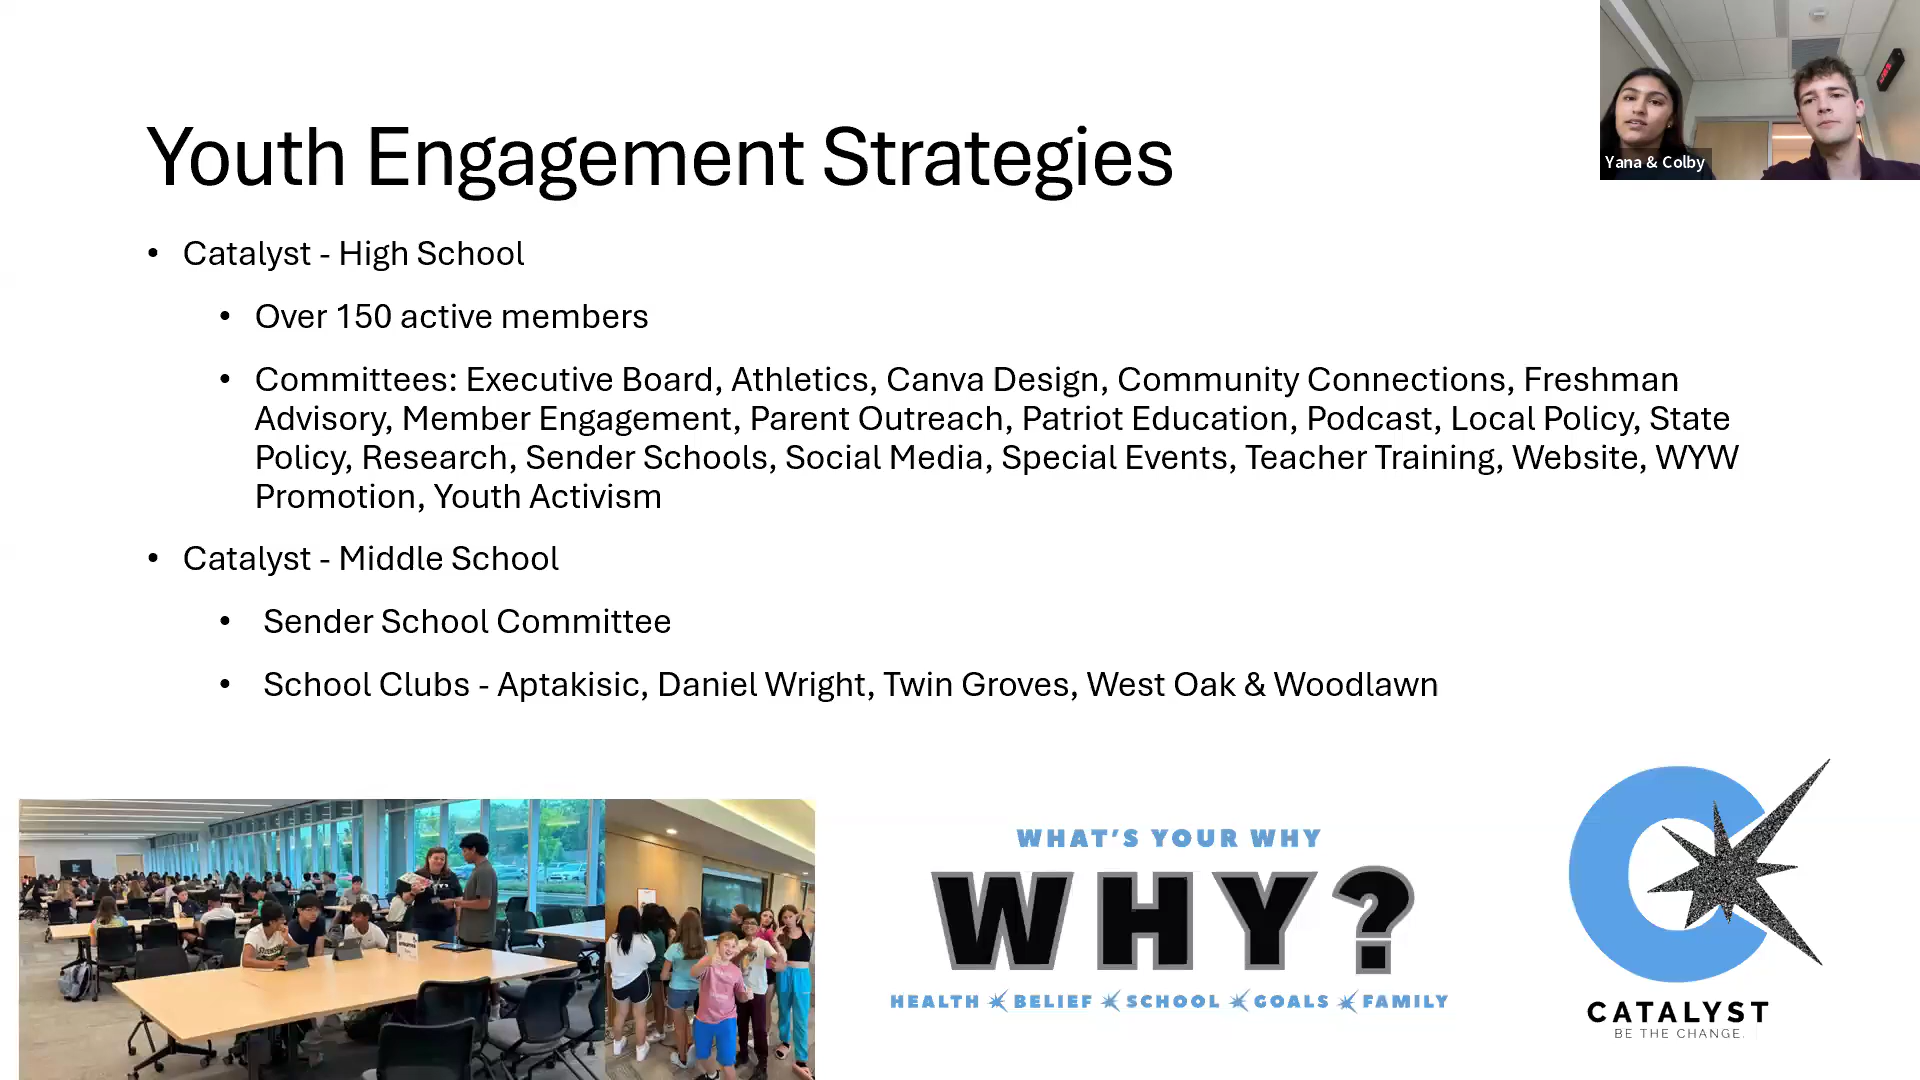 Youth Engagement Strategies
Yana & Colby
• Catalyst - High School
• Over 150 active members
• Committees: Executive Board, Athletics, Canva Design, Community Connections, Freshman
Advisory, Member Engagement, Parent Outreach, Patriot Education, Podcast, Local Policy, State
Policy, Research, Sender Schools, Social Media, Special Events, Teacher Training, Website, WYW
Promotion, Youth Activism
• Catalyst - Middle School
• Sender School Committee
• School Clubs - Aptakisic, Daniel Wright, Twin Groves, West Oak & Woodlawn
WHAT'S YOUR WHY
WHY?
HEALTH BELIEF SCHOOL GOALS FAMILY
CATALYST
BE THE CHANGE.